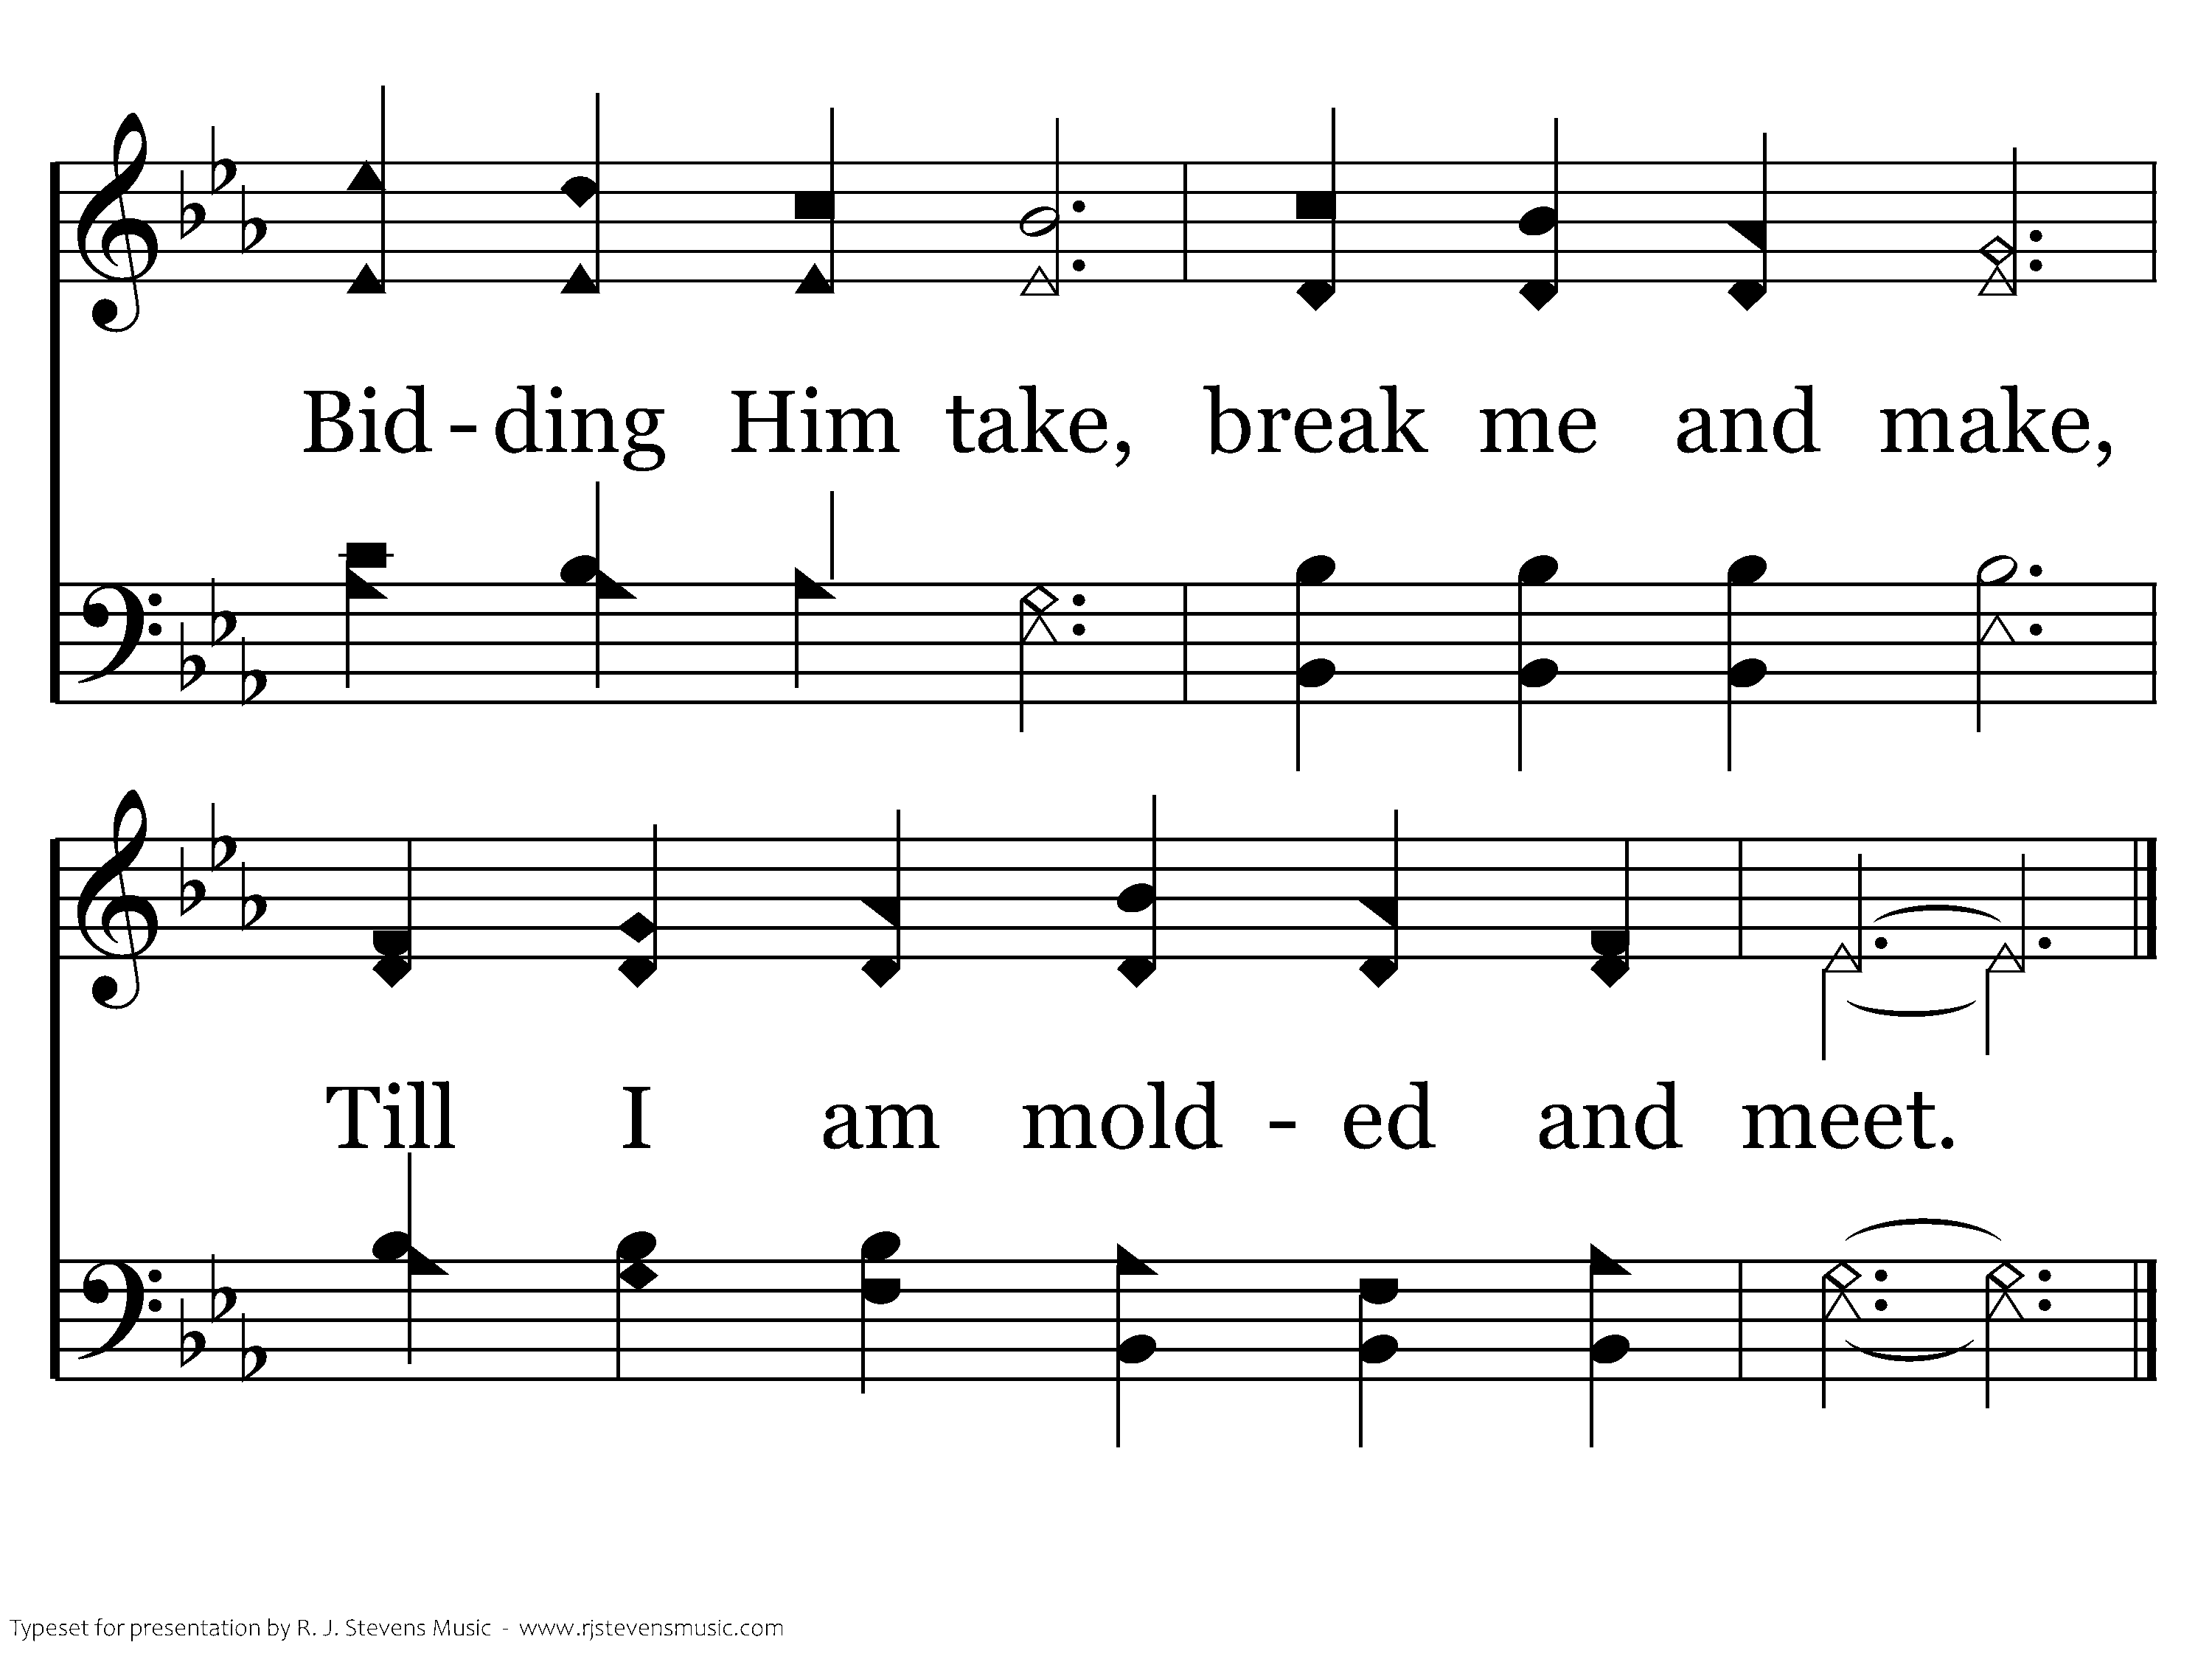 Bid - ding Him take, break me and make,
Till I am mold - ed and meet.
Typeset for presentation by R. J. Stevens Music - www.rjstevensmusic.com